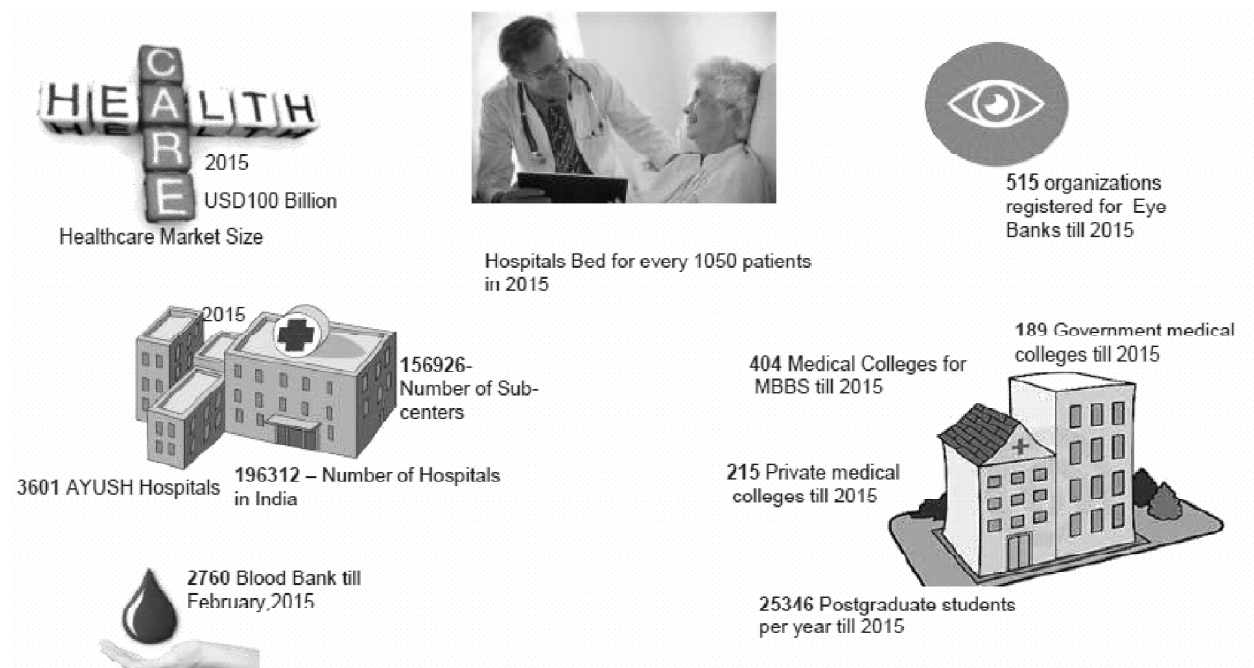 HEALTH
CARE
2015
USD100 Billion
Healthcare Market Size
Hospitals Bed for every 1050 patients
in 2015
515 organizations
registered for Eye
Banks till 2015
2015
156926-
Number of Sub-
centers
3601 AYUSH Hospitals
196312 – Number of Hospitals
in India
189 Government medical
colleges till 2015
404 Medical Colleges for
MBBS till 2015
215 Private medical
colleges till 2015
2760 Blood Bank till
February,2015
25346 Postgraduate students
per year till 2015